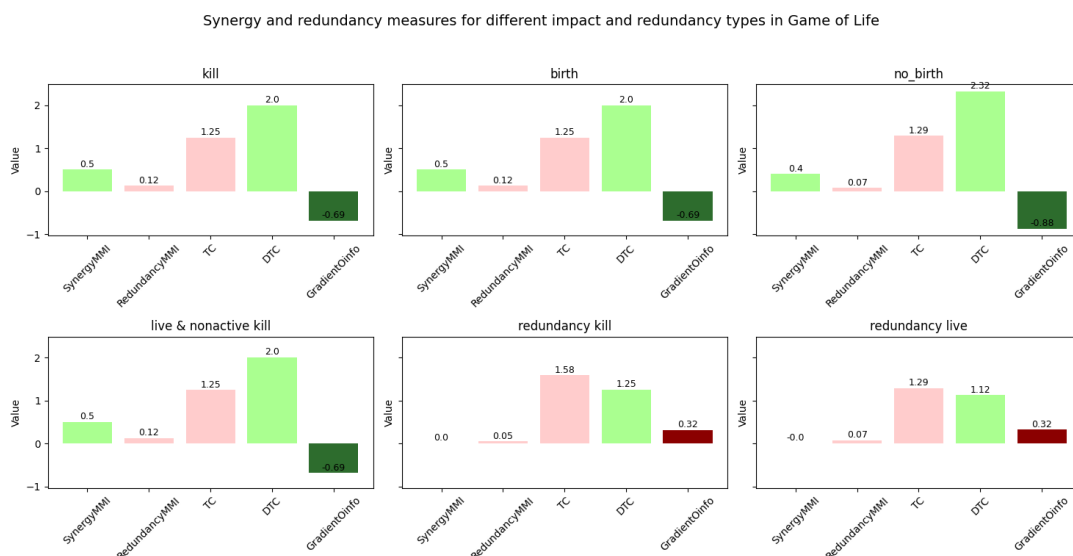 Synergy and redundancy measures for different impact and redundancy types in Game of Life
kill
Value
2
1
0
−1
0.5
0.12
1.25
2.0
-0.69
SynergyMMI
RedundancyMMI
TC
DTC
GradientOinfo
birth
Value
0.5
0.12
1.25
2.0
-0.69
SynergyMMI
RedundancyMMI
TC
DTC
GradientOinfo
no_birth
Value
0.4
0.07
1.29
2.32
-0.88
SynergyMMI
RedundancyMMI
TC
DTC
GradientOinfo
live & nonactive kill
Value
2
1
0
−1
0.5
0.12
1.25
2.0
-0.69
SynergyMMI
RedundancyMMI
TC
DTC
GradientOinfo
redundancy kill
Value
0.0
0.05
1.58
1.25
0.32
SynergyMMI
RedundancyMMI
TC
DTC
GradientOinfo
redundancy live
Value
-0.0
0.07
1.29
1.12
0.32
SynergyMMI
RedundancyMMI
TC
DTC
GradientOinfo